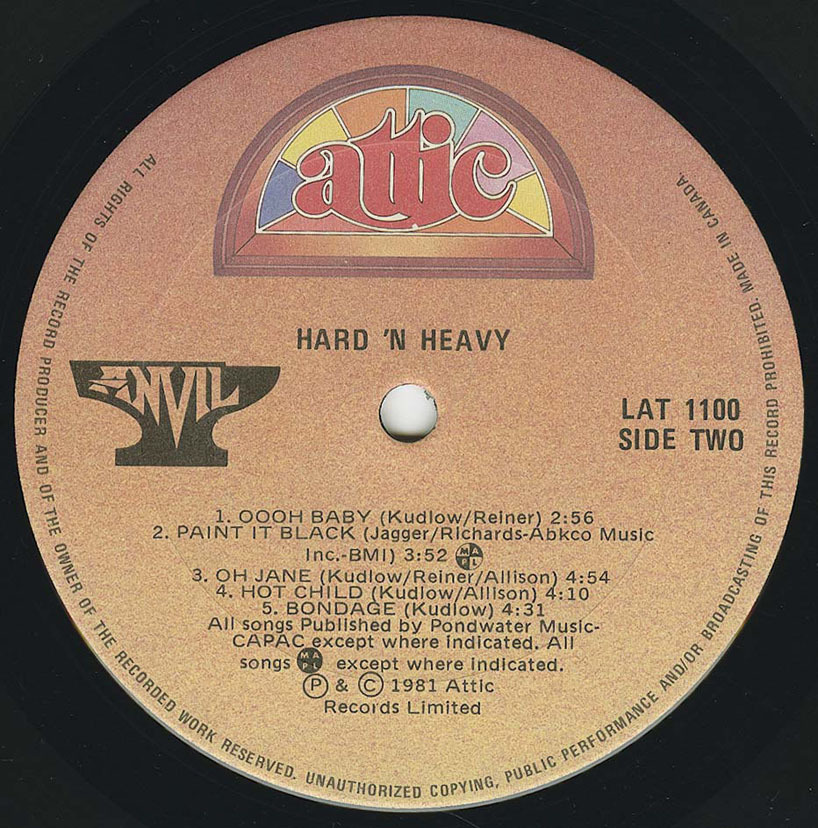 attic
HARD 'N HEAVY
ANVIL
LAT 1100
SIDE TWO
1. OOOH BABY (Kudlow/Reiner) 2:56
2. PAINT IT BLACK (Jagger/Richards-Abkco Music
Inc.-BMI) 3:52 MAPL
3. OH JANE (Kudlow/Reiner/Allison) 4:54
4. HOT CHILD (Kudlow/Allison) 4:10
5. BONDAGE (Kudlow) 4:31
All songs Published by Pondwater Music-
CAPAC except where indicated. All
songs MAPL except where indicated.
Ⓟ & © 1981 Attic
Records Limited
ALL RIGHTS OF THE RECORD PRODUCER AND OF THE OWNER OF THE RECORDED WORK RESERVED. UNAUTHORIZED COPYING, PUBLIC PERFORMANCE AND/OR BROADCASTING OF THIS RECORD PROHIBITED. MADE IN CANADA.